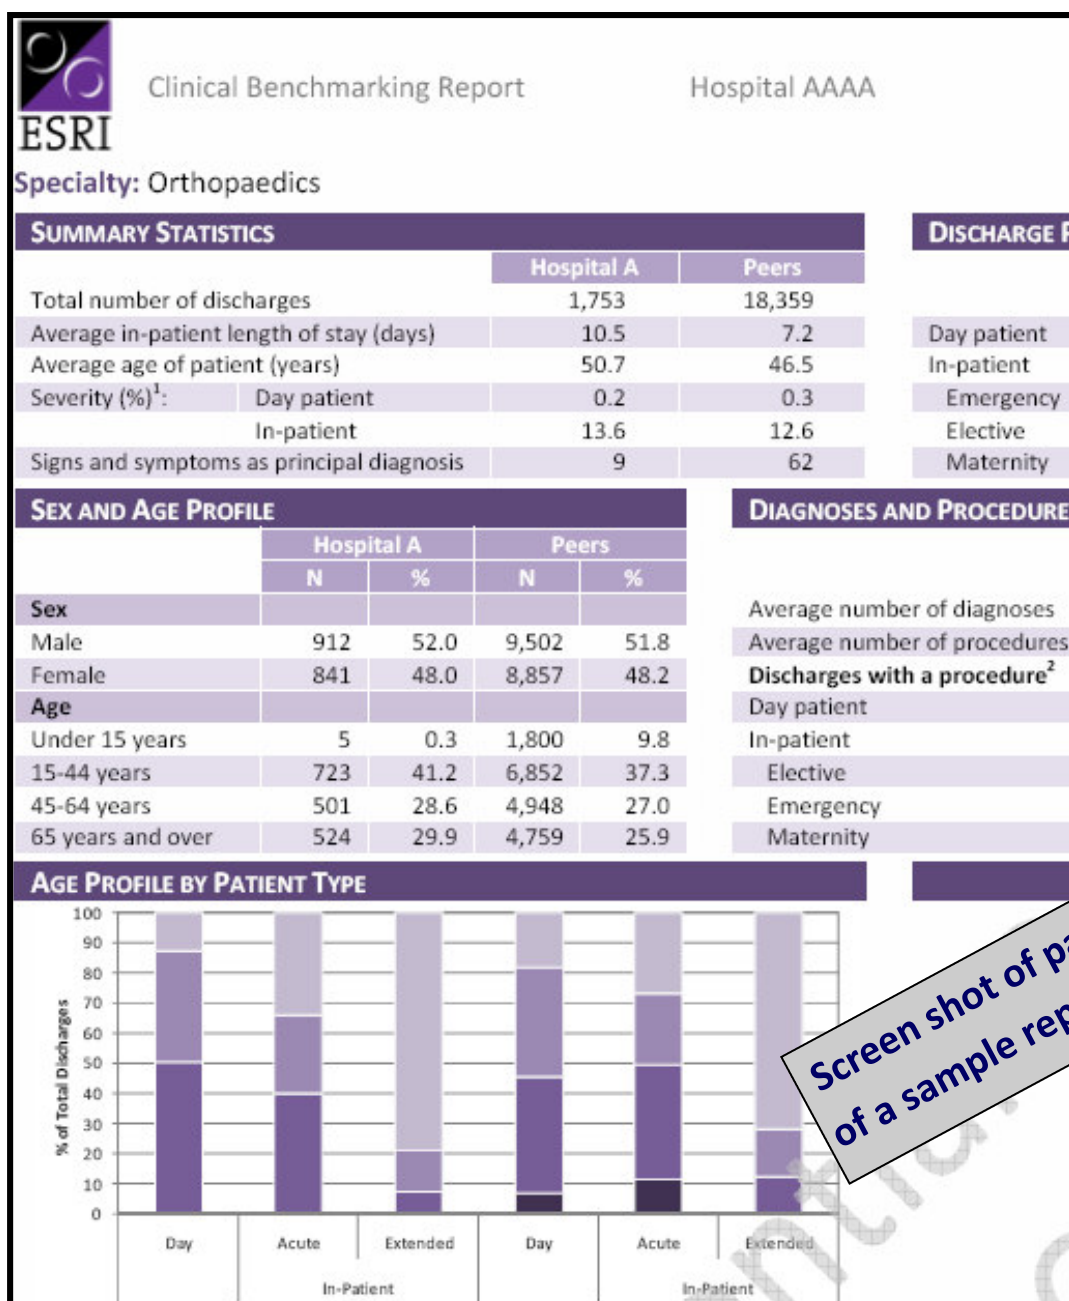 ESRI
Clinical Benchmarking Report Hospital AAAA
Specialty: Orthopaedics
SUMMARY STATISTICS
Hospital A Peers
Total number of discharges 1,753 18,359
Average in-patient length of stay (days) 10.5 7.2
Average age of patient (years) 50.7 46.5
Severity (%)1: Day patient 0.2 0.3
In-patient 13.6 12.6
Signs and symptoms as principal diagnosis 9 62
DISCHARGE
Day patient
In-patient
Emergency
Elective
Maternity
SEX AND AGE PROFILE
Hospital A Peers
N % N %
Sex
Male 912 52.0 9,502 51.8
Female 841 48.0 8,857 48.2
Age
Under 15 years 5 0.3 1,800 9.8
15-44 years 723 41.2 6,852 37.3
45-64 years 501 28.6 4,948 27.0
65 years and over 524 29.9 4,759 25.9
DIAGNOSES AND PROCEDURE
Average number of diagnoses
Average number of procedures
Discharges with a procedure2
Day patient
In-patient
Elective
Emergency
Maternity
AGE PROFILE BY PATIENT TYPE
% of Total Discharges
100
90
80
70
60
50
40
30
20
10
0
Day Acute Extended Day Acute Extended
In-Patient In-Patient
Screen shot of
of a sample